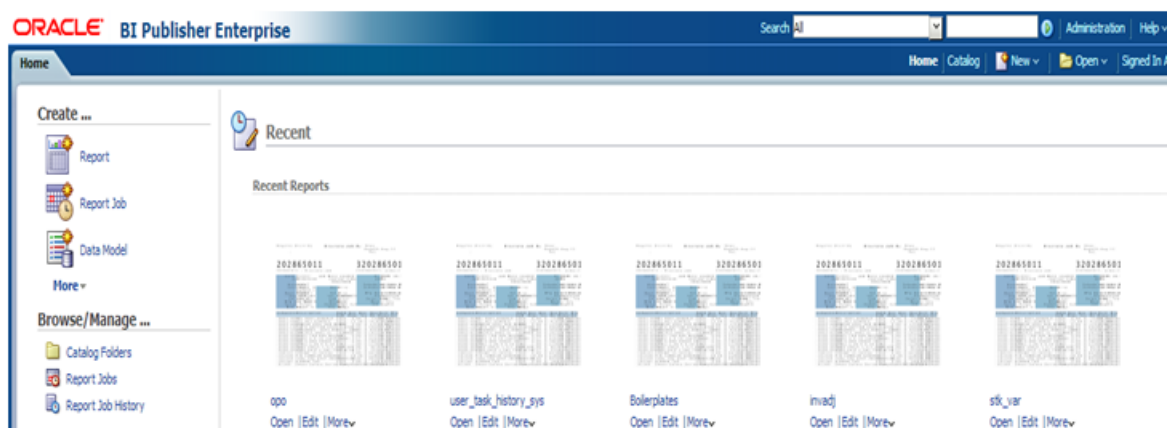 ORACLE BI Publisher Enterprise
Search All Administration Help
Home
Home Catalog New Open Signed In A
Create ...
Report
Report Job
Data Model
More
Browse/Manage ...
Catalog Folders
Report Jobs
Report Job History
Recent
Recent Reports
202865011 320286501 202865011 320286501 202865011 320286501 202865011 320286501 202865011 320286501
opo user_task_history_sys Boilerplates invadj stk_var
Open |Edit |More Open |Edit |More Open |Edit |More Open |Edit |More Open |Edit |More